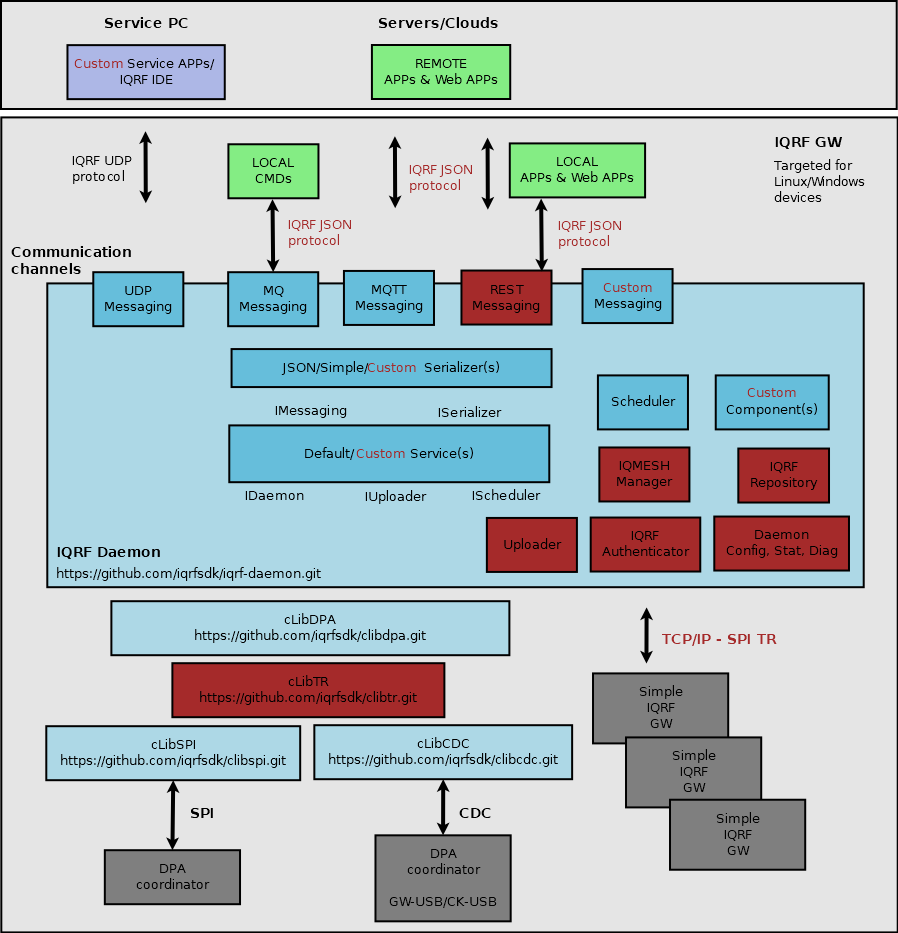 Service PC
Servers/Clouds
Custom Service APPs/
IQRF IDE
REMOTE
APPs & Web APPs
IQRF GW
Targeted for
Linux/Windows
devices
IQRF UDP
protocol
LOCAL
CMDs
IQRF JSON
protocol
LOCAL
APPs & Web APPs
IQRF JSON
protocol
IQRF JSON
protocol
Communication
channels
UDP
Messaging
MQ
Messaging
MQTT
Messaging
REST
Messaging
Custom
Messaging
JSON/Simple/Custom Serializer(s)
IMessaging
ISerializer
Default/Custom Service(s)
IDaemon
IUploader
IScheduler
Scheduler
Custom
Component(s)
IQMESH
Manager
IQRF
Repository
Uploader
IQRF
Authenticator
Daemon
Config, Stat, Diag
IQRF Daemon
https://github.com/iqrfsdk/iqrf-daemon.git
cLibDPA
https://github.com/iqrfsdk/clibdpa.git
cLibTR
https://github.com/iqrfsdk/clibtr.git
cLibSPI
https://github.com/iqrfsdk/clibspi.git
cLibCDC
https://github.com/iqrfsdk/clibcdc.git
TCP/IP - SPI TR
Simple
IQRF
GW
Simple
IQRF
GW
Simple
IQRF
GW
SPI
CDC
DPA
coordinator
DPA
coordinator
GW-USB/CK-USB